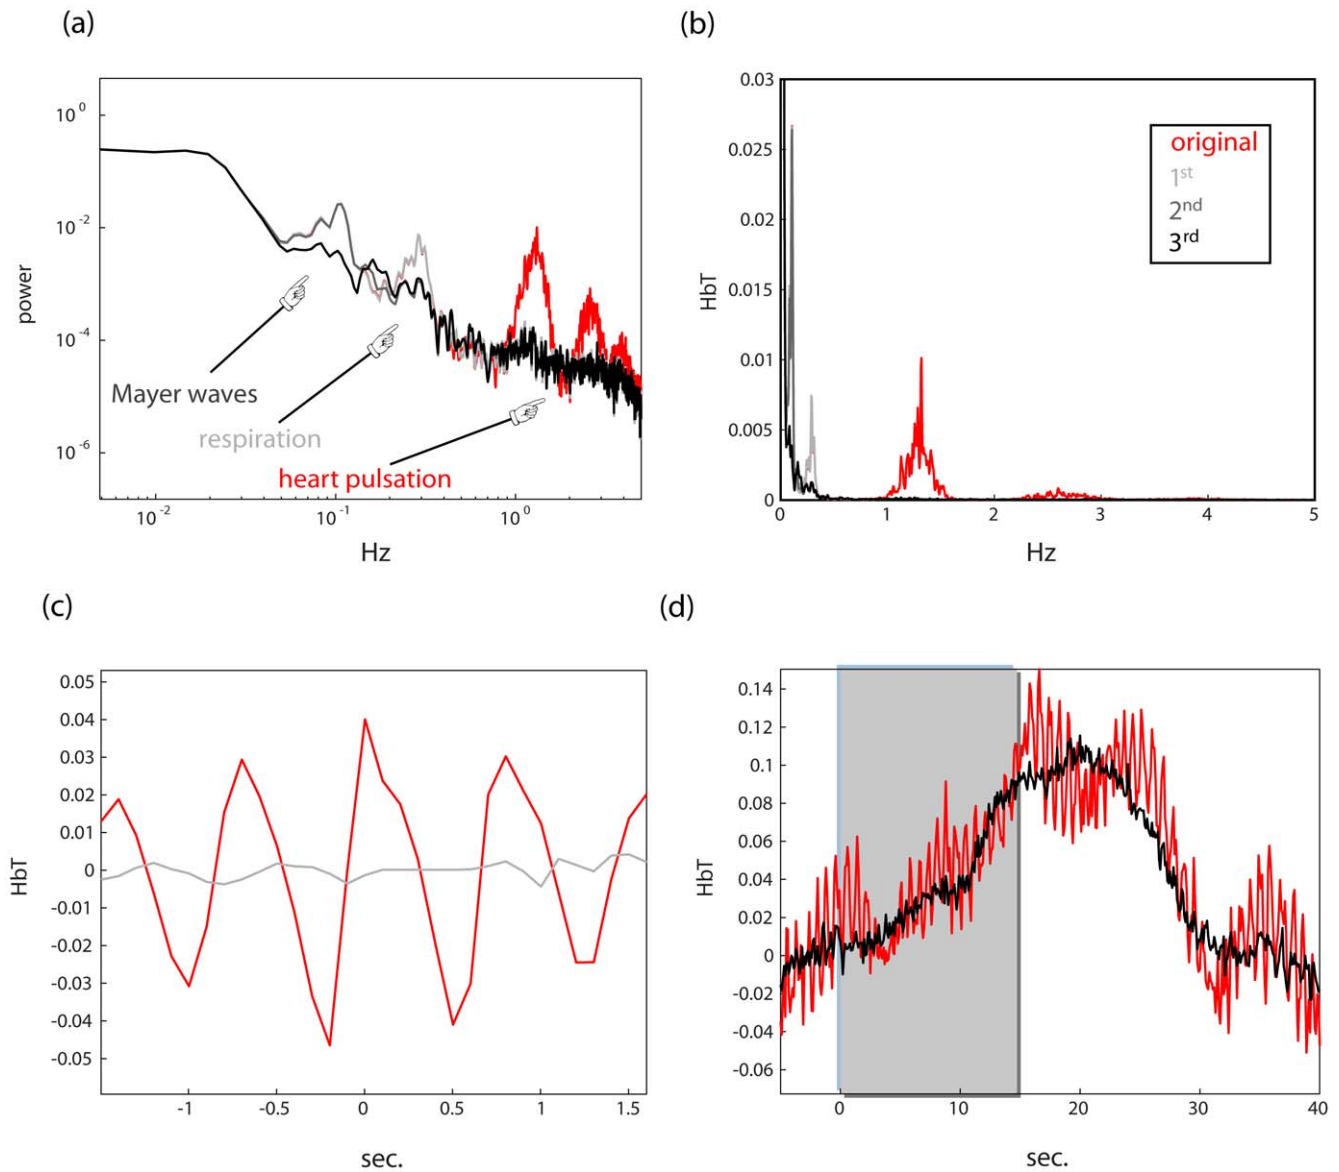 (a)
10⁰
10⁻²
10⁻⁴
10⁻⁶
power
Mayer waves
respiration
heart pulsation
10⁻² 10⁻¹ 10⁰
Hz
(b)
0.03
0.025
0.02
0.015
0.01
0.005
0
HbT
original
1st
2nd
3rd
0 1 2 3 4 5
Hz
(c)
0.05
0.04
0.03
0.02
0.01
0
-0.01
-0.02
-0.03
-0.04
-0.05
HbT
-1 -0.5 0 0.5 1 1.5
sec.
(d)
0.14
0.12
0.1
0.08
0.06
0.04
0.02
0
-0.02
-0.04
-0.06
HbT
0 10 20 30 40
sec.